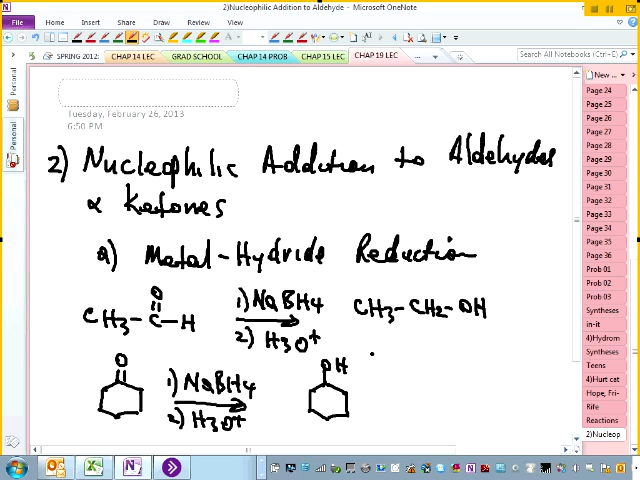 2)Nucleophilic Addition to Aldehyde - Microsoft OneNote
File Home Insert Share Draw Review View
SPRING 2012: CHAP 14 LEC GRAD SCHOOL CHAP 14 PROB CHAP 15 LEC CHAP 19 LEC ... Search All Notebooks (Ctrl+E)
Personal
Personal
Tuesday, February 26, 2013
6:50 PM
2) Nucleophilic Addition to Aldehydes
& Ketones
a) Metal-Hydride Reduction
O
CH3-C-H 1) NaBH4 CH3-CH2-OH
2) H3O+
O OH
1) NaBH4
2) H3O+
New ...
Page 24
Page 25
Page 26
Page 27
Page 28
Page 29
Page 30
Page 31
Page 32
Page 33
Page 34
Page 35
Page 36
Prob 01
Prob 02
Prob 03
Syntheses
in-it
4)Hydrom
Syntheses
Teens
4)Hurt cat
Hope, Fri-
Rife
Reactions
2)Nucleop